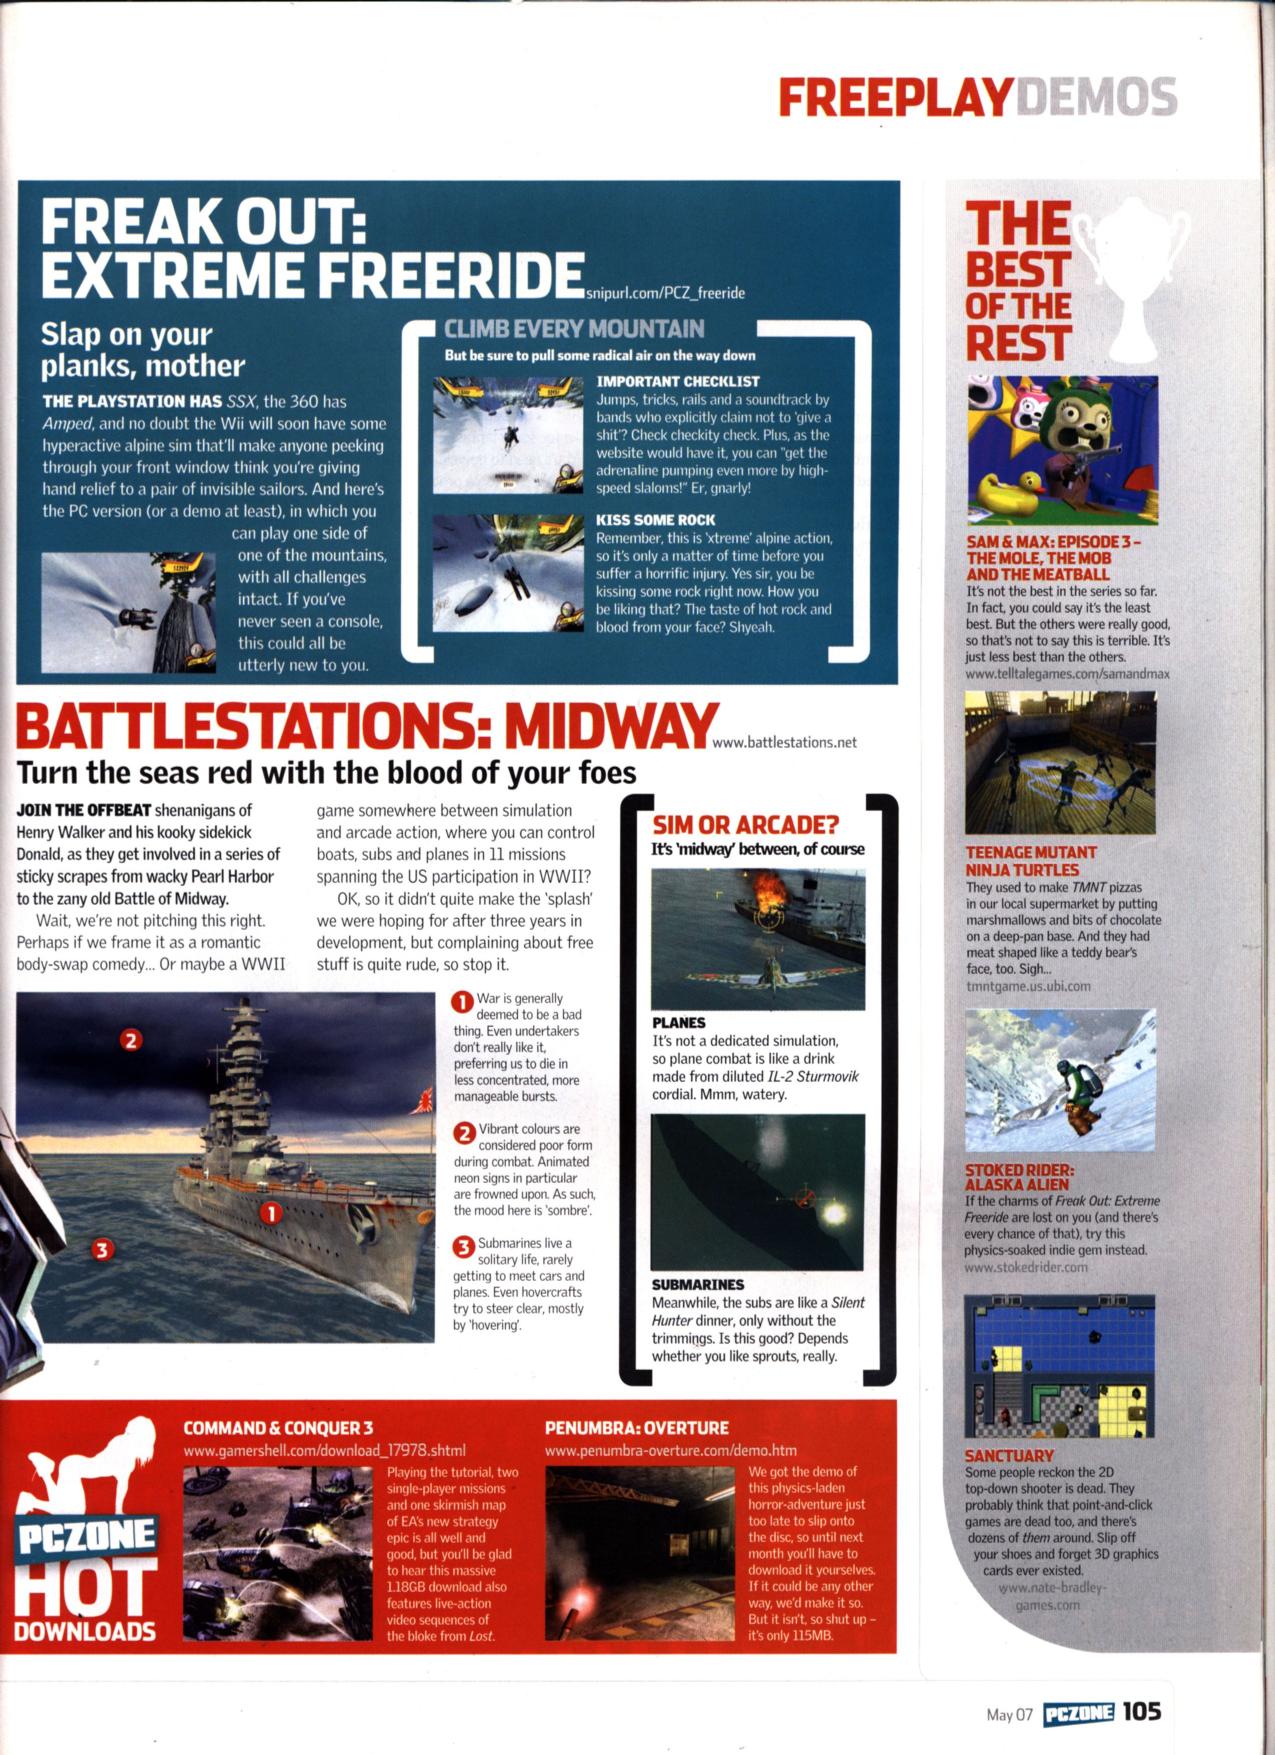 FREEPLAYDEMOS
FREAK OUT:
EXTREME FREERIDE
snipurl.com/PCZ_freeride
Slap on your
planks, mother
THE PLAYSTATION HAS SSX, the 360 has
Amped, and no doubt the Wii will soon have some
hyperactive alpine sim that'll make anyone peeking
through your front window think you're giving
hand relief to a pair of invisible sailors. And here's
the PC version (or a demo at least), in which you
can play one side of
one of the mountains,
with all challenges
intact. If you've
never seen a console,
this could all be
utterly new to you.
CLIMB EVERY MOUNTAIN
But be sure to pull some radical air on the way down
IMPORTANT CHECKLIST
Jumps, tricks, rails and a soundtrack by
bands who explicitly claim not to 'give a
shit'? Check checkity check. Plus, as the
website would have it, you can "get the
adrenaline pumping even more by high-
speed slaloms!" Er, gnarly!
KISS SOME ROCK
Remember, this is 'xtreme' alpine action,
so it's only a matter of time before you
suffer a horrific injury. Yes sir, you be
kissing some rock right now. How you
be liking that? The taste of hot rock and
blood from your face? Shyeah.
BATTLESTATIONS: MIDWAY
www.battlestations.net
Turn the seas red with the blood of your foes
JOIN THE OFFBEAT shenanigans of
Henry Walker and his kooky sidekick
Donald, as they get involved in a series of
sticky scrapes from wacky Pearl Harbor
to the zany old Battle of Midway.
Wait, we're not pitching this right.
Perhaps if we frame it as a romantic
body-swap comedy... Or maybe a WWII
game somewhere between simulation
and arcade action, where you can control
boats, subs and planes in 11 missions
spanning the US participation in WWII?
OK, so it didn't quite make the 'splash'
we were hoping for after three years in
development, but complaining about free
stuff is quite rude, so stop it.
2
1
3
1 War is generally
deemed to be a bad
thing. Even undertakers
don't really like it,
preferring us to die in
less concentrated, more
manageable bursts.
2 Vibrant colours are
considered poor form
during combat. Animated
neon signs in particular
are frowned upon. As such,
the mood here is 'sombre'.
3 Submarines live a
solitary life, rarely
getting to meet cars and
planes. Even hovercrafts
try to steer clear, mostly
by 'hovering'.
SIM OR ARCADE?
It's 'midway' between, of course
PLANES
It's not a dedicated simulation,
so plane combat is like a drink
made from diluted IL-2 Sturmovik
cordial. Mmm, watery.
SUBMARINES
Meanwhile, the subs are like a Silent
Hunter dinner, only without the
trimmings. Is this good? Depends
whether you like sprouts, really.
PCZONE
HOT
DOWNLOADS
COMMAND & CONQUER 3
www.gamershell.com/download_17978.shtml
Playing the tutorial, two
single-player missions
and one skirmish map
of EA's new strategy
epic is all well and
good, but you'll be glad
to hear this massive
1.18GB download also
features live-action
video sequences of
the bloke from Lost.
PENUMBRA: OVERTURE
www.penumbra-overture.com/demo.htm
We got the demo of
this physics-laden
horror-adventure just
too late to slip onto
the disc, so until next
month you'll have to
download it yourselves.
If it could be any other
way, we'd make it so.
But it isn't, so shut up –
it's only 115MB.
THE
BEST
OF THE
REST
SAM & MAX: EPISODE 3 –
THE MOLE, THE MOB
AND THE MEATBALL
It's not the best in the series so far.
In fact, you could say it's the least
best. But the others were really good,
so that's not to say this is terrible. It's
just less best than the others.
www.telltalegames.com/samandmax
TEENAGE MUTANT
NINJA TURTLES
They used to make TMNT pizzas
in our local supermarket by putting
marshmallows and bits of chocolate
on a deep-pan base. And they had
meat shaped like a teddy bear's
face, too. Sigh...
tmntgame.us.ubi.com
STOKED RIDER:
ALASKA ALIEN
If the charms of Freak Out: Extreme
Freeride are lost on you (and there's
every chance of that), try this
physics-soaked indie gem instead.
www.stokedrider.com
SANCTUARY
Some people reckon the 2D
top-down shooter is dead. They
probably think that point-and-click
games are dead too, and there's
dozens of them around. Slip off
your shoes and forget 3D graphics
cards ever existed.
www.nate-bradley-
games.com
May 07 PCZONE 105